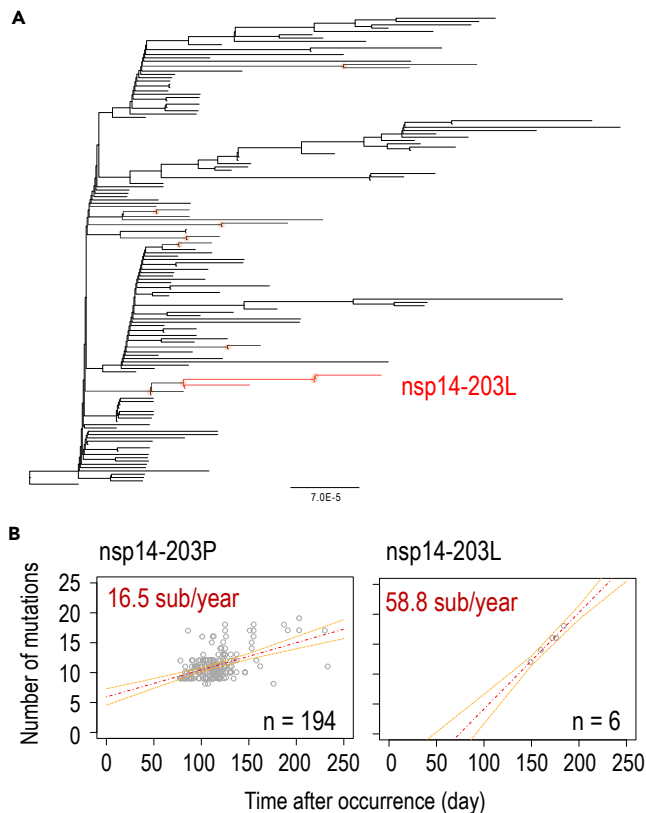 A
nsp14-203L
7.0E-5
B
nsp14-203P
nsp14-203L
Number of mutations
25
20
15
10
5
0
16.5 sub/year
n = 194
58.8 sub/year
n = 6
0 50 100 150 200 250
0 50 100 150 200 250
Time after occurrence (day)